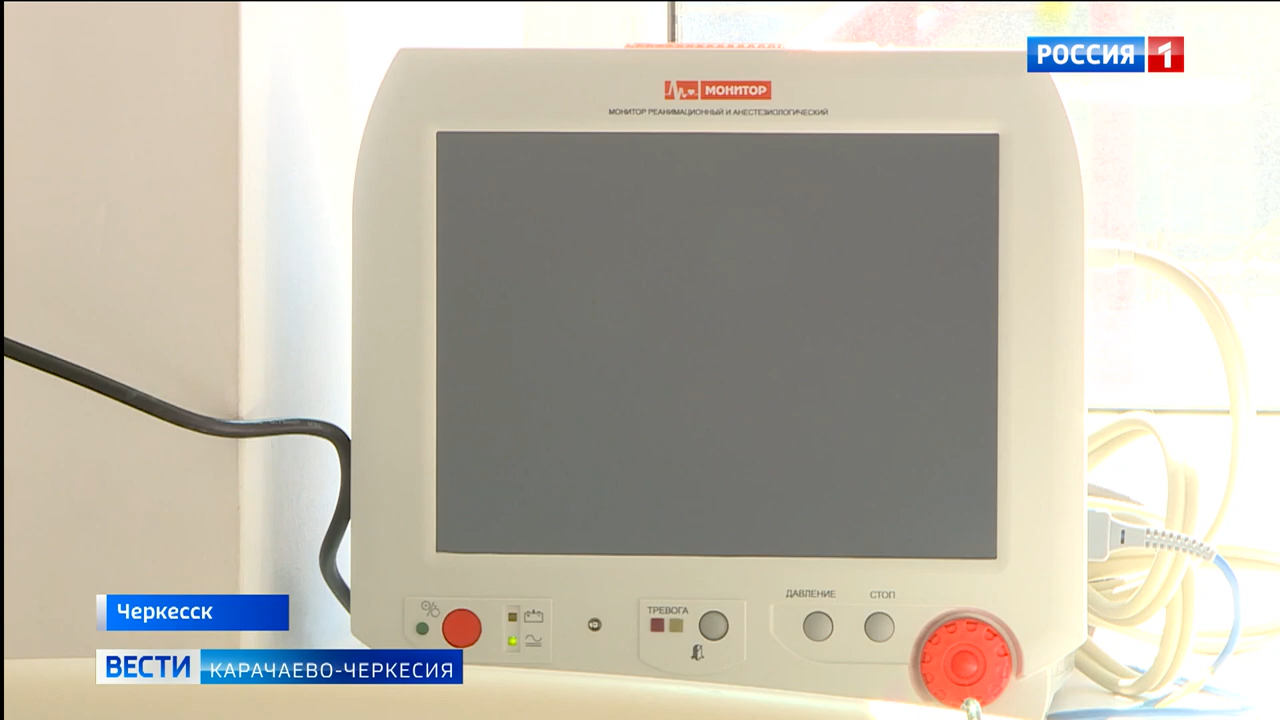 РОССИЯ 1
МОНИТОР
МОНИТОР РЕАНИМАЦИОННЫЙ И АНЕСТЕЗИОЛОГИЧЕСКИЙ
ДАВЛЕНИЕ СТОП
ТРЕВОГА
Черкесск
ВЕСТИ КАРАЧАЕВО-ЧЕРКЕСИЯ